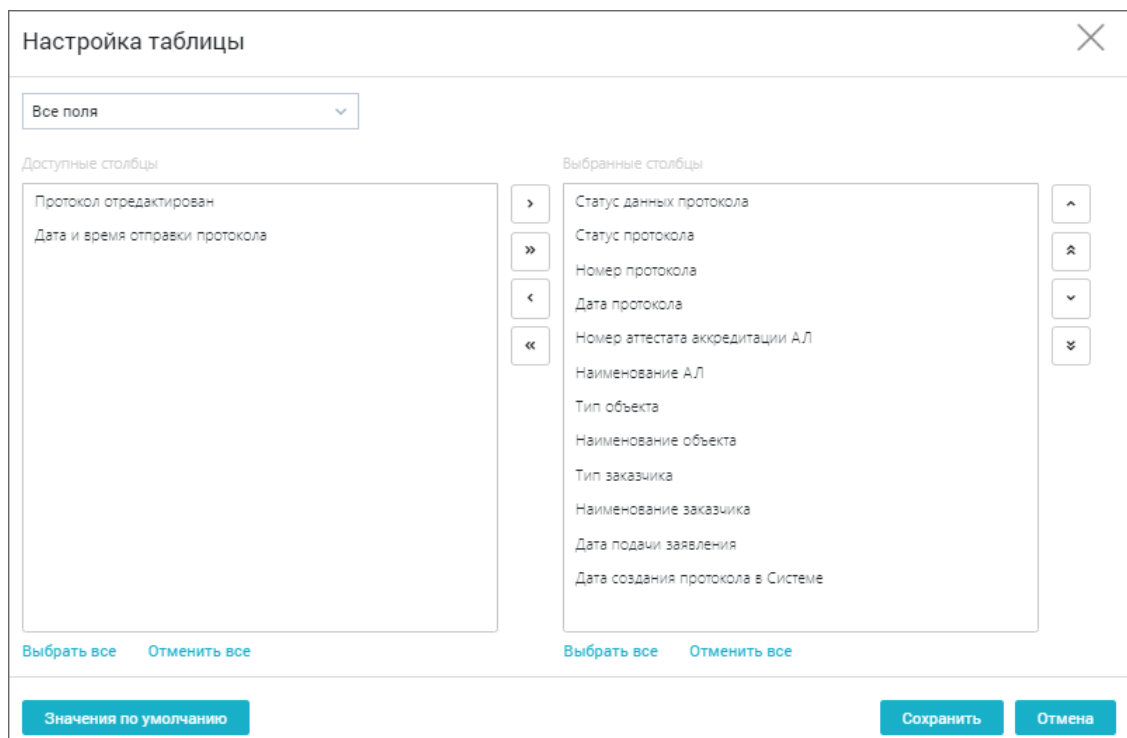 Настройка таблицы
Все поля
Доступные столбцы
Выбранные столбцы
Протокол отредактирован
Дата и время отправки протокола
Статус данных протокола
Статус протокола
Номер протокола
Дата протокола
Номер аттестата аккредитации АЛ
Наименование АЛ
Тип объекта
Наименование объекта
Тип заказчика
Наименование заказчика
Дата подачи заявления
Дата создания протокола в Системе
Выбрать все Отменить все
Выбрать все Отменить все
Значения по умолчанию
Сохранить
Отмена